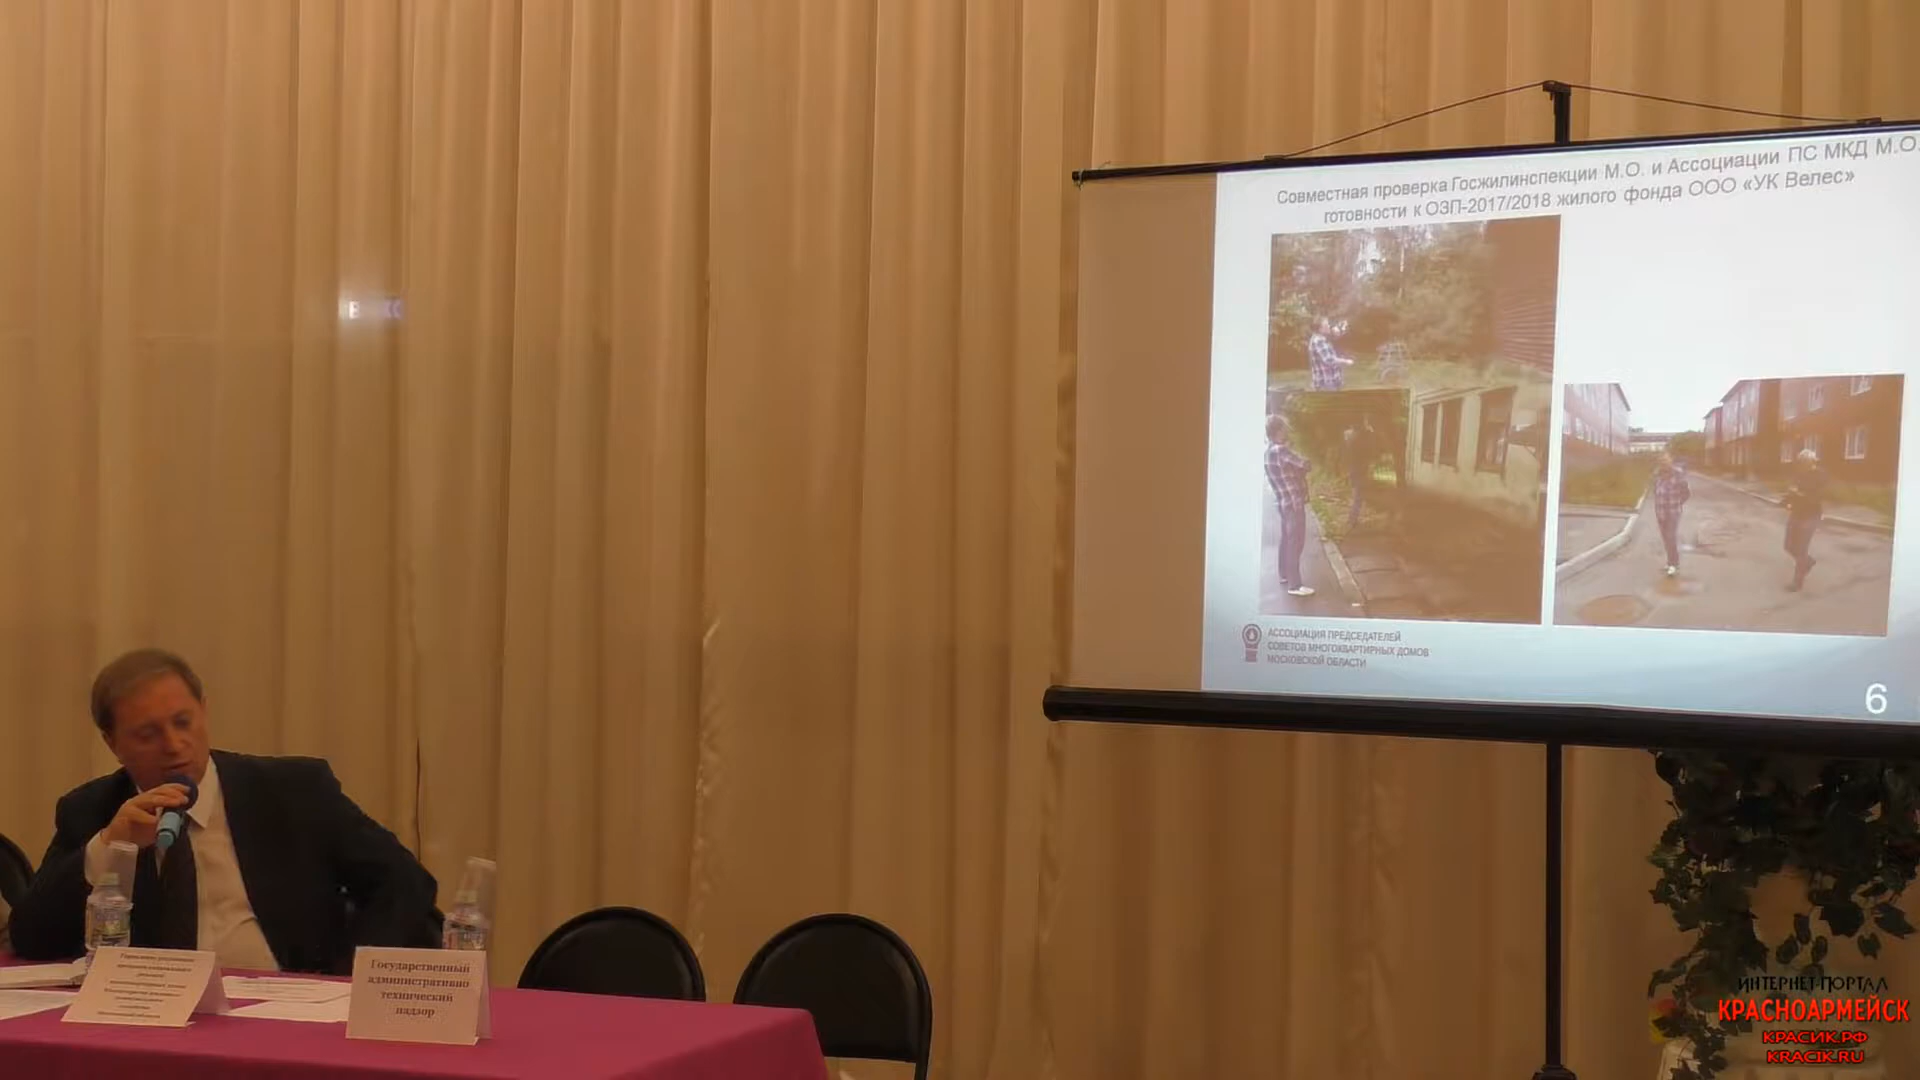 Совместная проверка Госжилинспекции М.О. и Ассоциации ПС МКД М.О.
готовности к ОЗП-2017/2018 жилого фонда ООО «УК Велес»
АССОЦИАЦИЯ ПРЕДСЕДАТЕЛЕЙ
СОВЕТОВ МНОГОКВАРТИРНЫХ ДОМОВ
МОСКОВСКОЙ ОБЛАСТИ
6
Государственный
административно
технический
надзор
ИНТЕРНЕТ-ПОРТАЛ
КРАСНОАРМЕЙСК
КРАСИК.РФ
KRACIK.RU